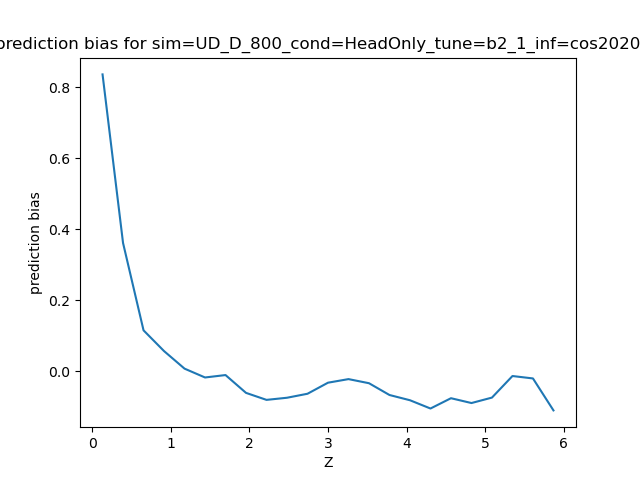 prediction bias for sim=UD_D_800_cond=HeadOnly_tune=b2_1_inf=cos2020
0.8
0.6
0.4
0.2
0.0
prediction bias
0 1 2 3 4 5 6
Z